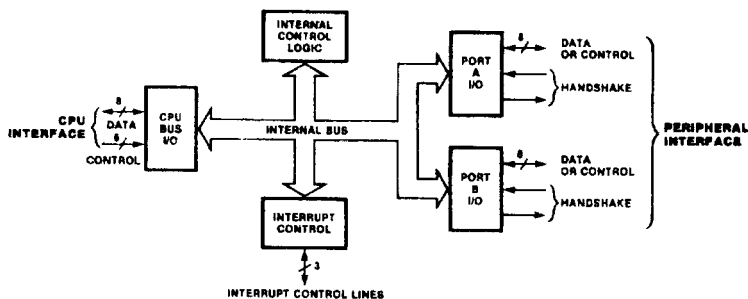 INTERNAL
CONTROL
LOGIC
CPU
INTERFACE
8
DATA
6
CONTROL
CPU
BUS
I/O
INTERNAL BUS
INTERRUPT
CONTROL
3
INTERRUPT CONTROL LINES
PORT
A
I/O
8
DATA
OR CONTROL
HANDSHAKE
PORT
B
I/O
8
DATA
OR CONTROL
HANDSHAKE
PERIPHERAL
INTERFACE